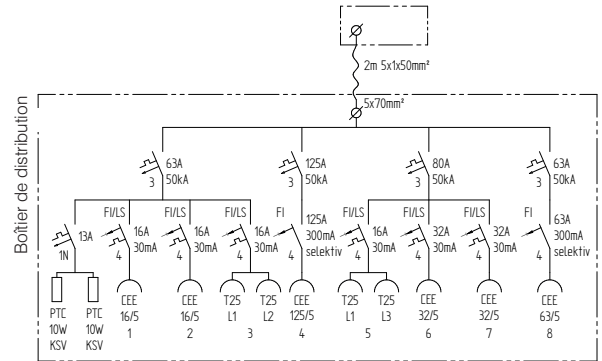 2m 5x1x50mm²
5x70mm²
Boîtier de distribution
63A 125A 80A 63A
50kA 50kA 50kA 50kA
3 3 3 3
FI/LS FI/LS FI/LS FI FI/LS FI/LS FI/LS FI
13A 16A 16A 16A 125A 16A 32A 32A 63A
30mA 30mA 30mA 300mA 30mA 30mA 30mA 300mA
1N 4 4 4 4 selektiv 4 4 4 4 selektiv
PTC PTC CEE CEE T25 T25 CEE T25 T25 CEE CEE CEE
10W 10W 16/5 16/5 L1 L2 125/5 L1 L3 32/5 32/5 63/5
KSV KSV 1 2 3 4 5 6 7 8